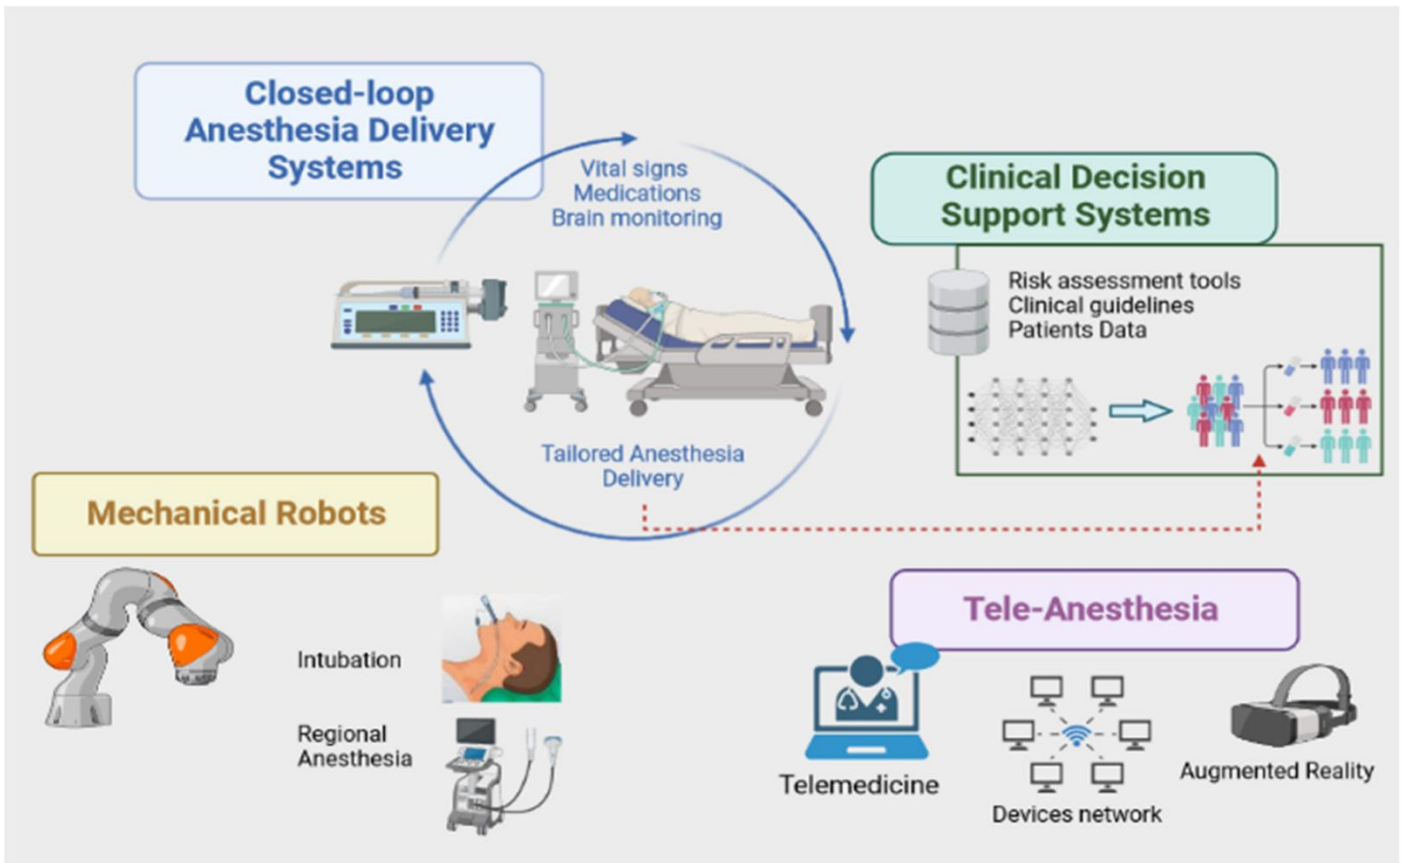 Closed-loop
Anesthesia Delivery
Systems
Vital signs
Medications
Brain monitoring
Tailored Anesthesia
Delivery
Clinical Decision
Support Systems
Risk assessment tools
Clinical guidelines
Patients Data
Mechanical Robots
Intubation
Regional
Anesthesia
Tele-Anesthesia
Telemedicine
Devices network
Augmented Reality